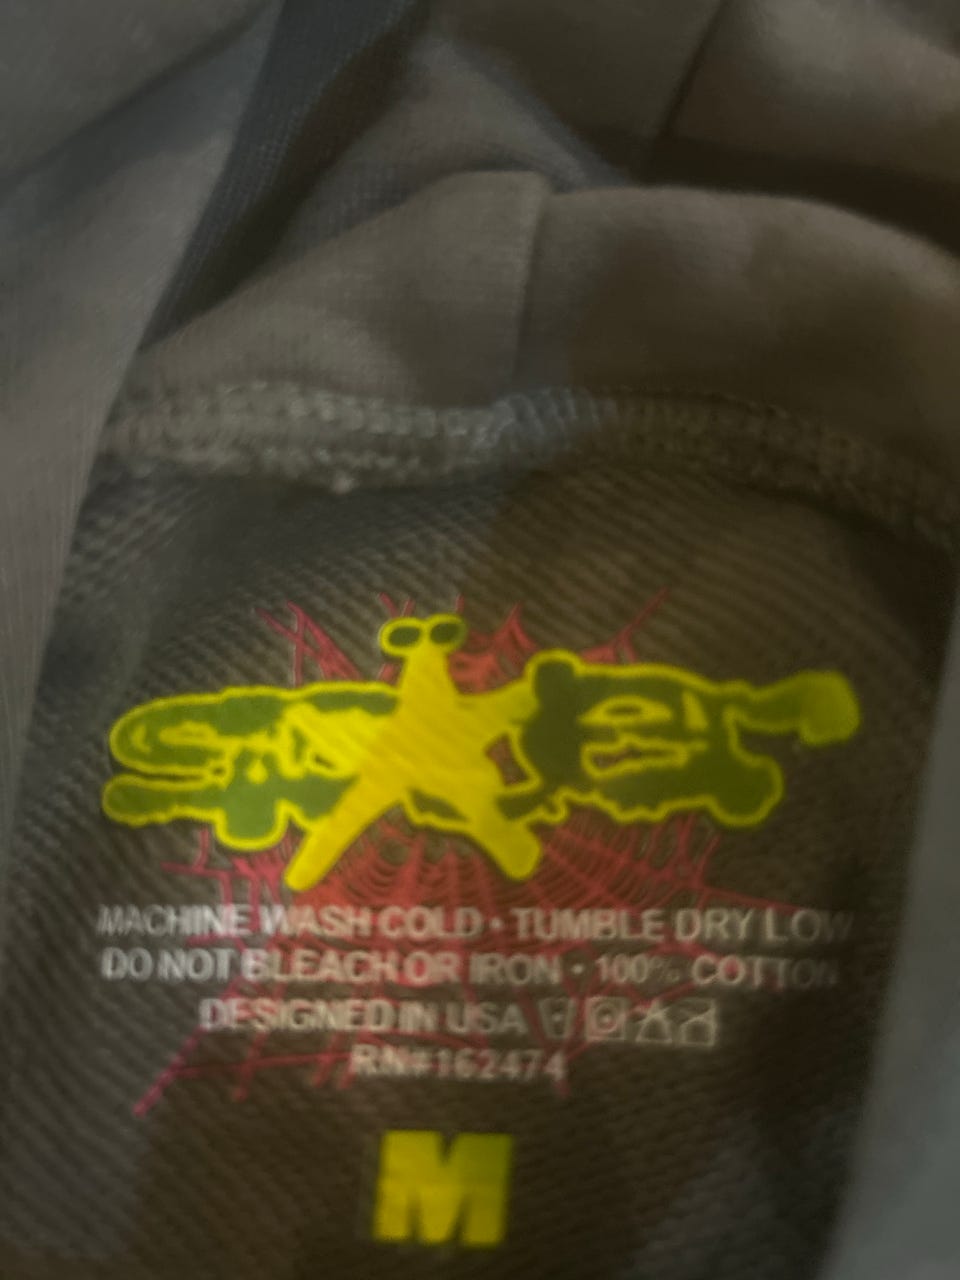 MACHINE WASH COLD • TUMBLE DRY LOW
DO NOT BLEACH OR IRON • 100% COTTON
DESIGNED IN USA
RN#162474
M